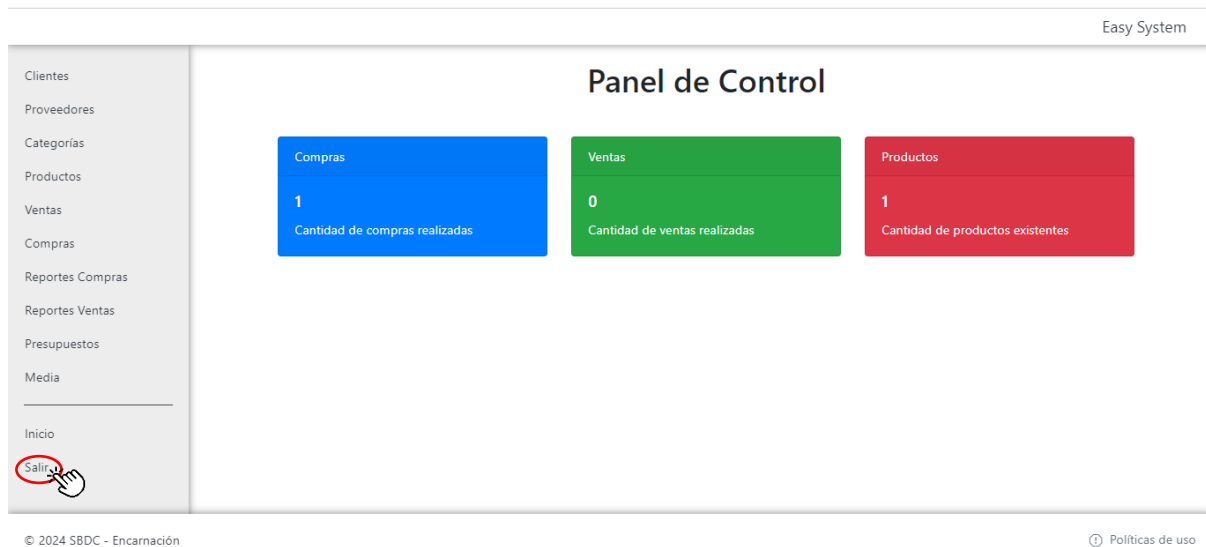 Easy System
Clientes
Proveedores
Categorías
Productos
Ventas
Compras
Reportes Compras
Reportes Ventas
Presupuestos
Media
Inicio
Salir
Panel de Control
Compras
1
Cantidad de compras realizadas
Ventas
0
Cantidad de ventas realizadas
Productos
1
Cantidad de productos existentes
© 2024 SBDC - Encarnación
Políticas de uso